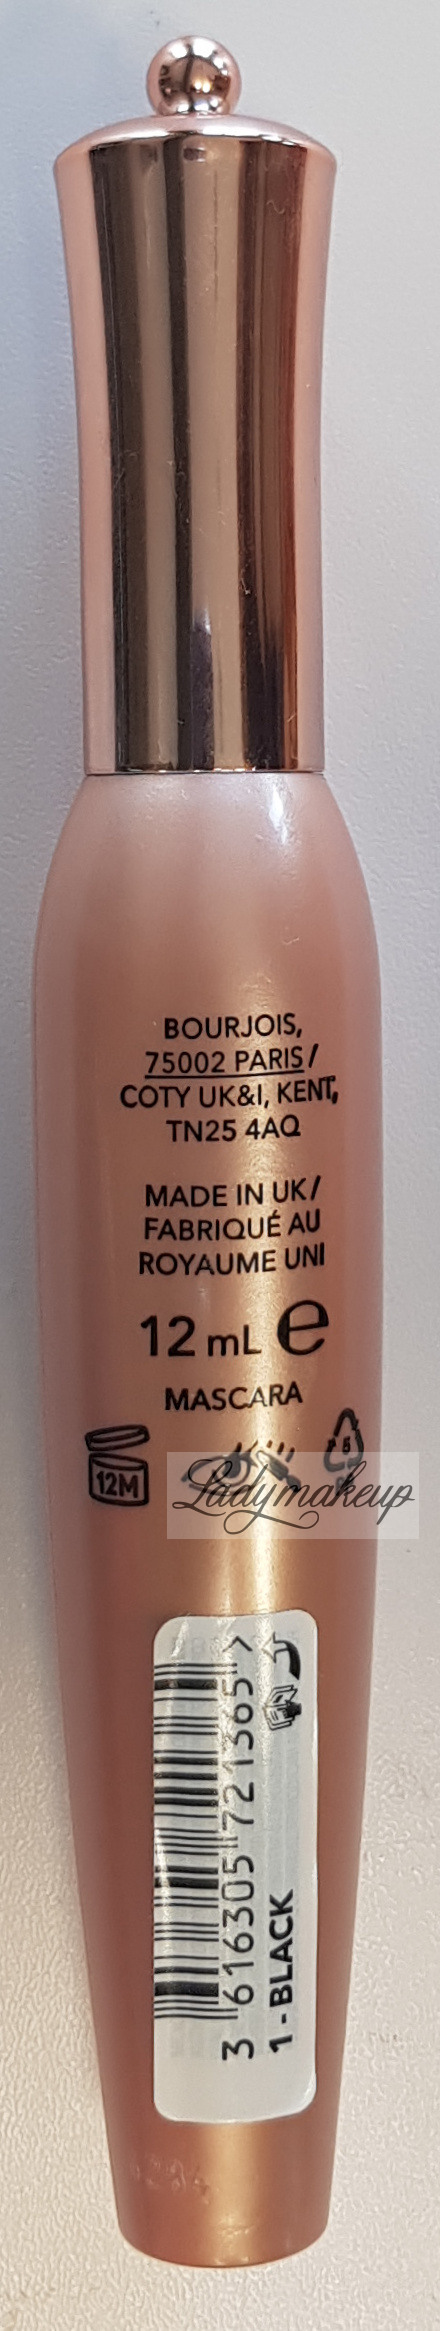 BOURJOIS,
75002 PARIS/
COTY UK&I, KENT,
TN25 4AQ
MADE IN UK/
FABRIQUÉ AU
ROYAUME UNI
12 mL e
MASCARA
12M
5
Ladymakeup
3 616305 721365 >
1 - BLACK